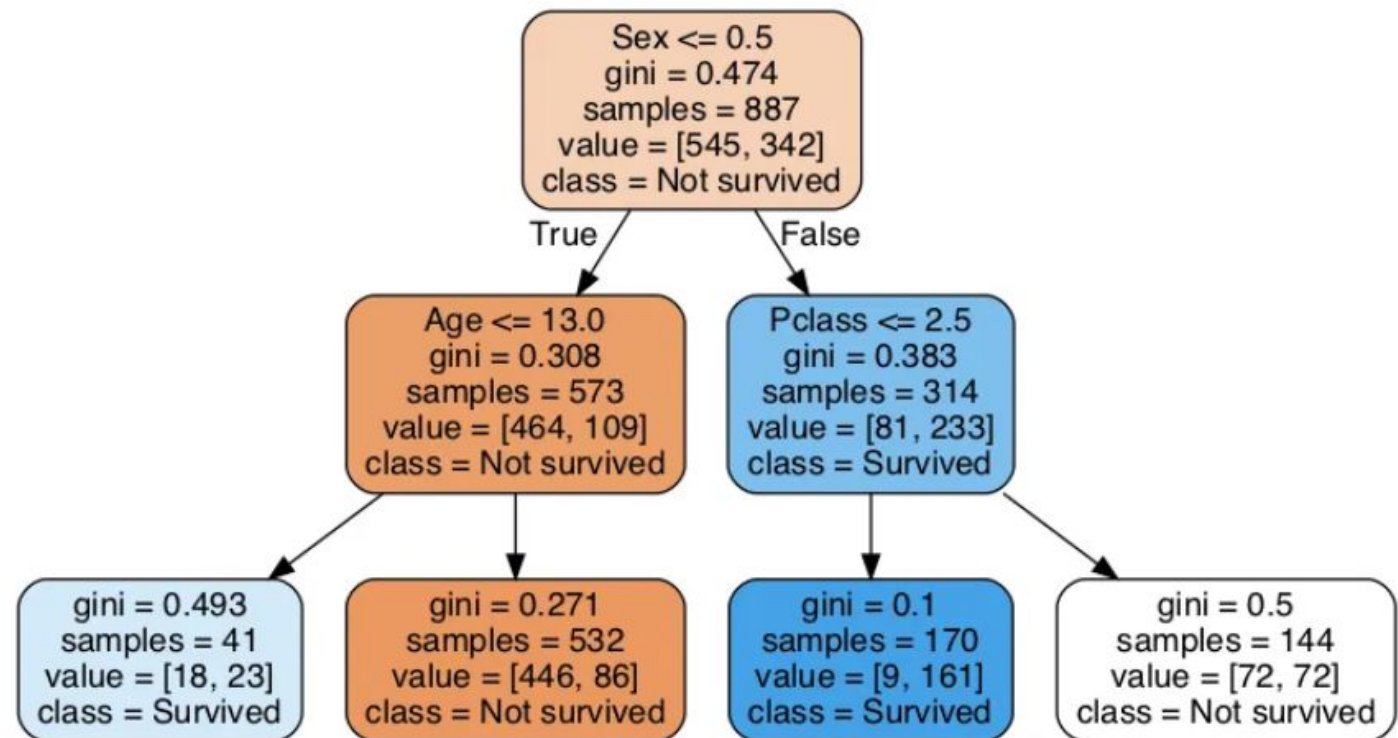 Sex <= 0.5
gini = 0.474
samples = 887
value = [545, 342]
class = Not survived
True
False
Age <= 13.0
gini = 0.308
samples = 573
value = [464, 109]
class = Not survived
Pclass <= 2.5
gini = 0.383
samples = 314
value = [81, 233]
class = Survived
gini = 0.493
samples = 41
value = [18, 23]
class = Survived
gini = 0.271
samples = 532
value = [446, 86]
class = Not survived
gini = 0.1
samples = 170
value = [9, 161]
class = Survived
gini = 0.5
samples = 144
value = [72, 72]
class = Not survived